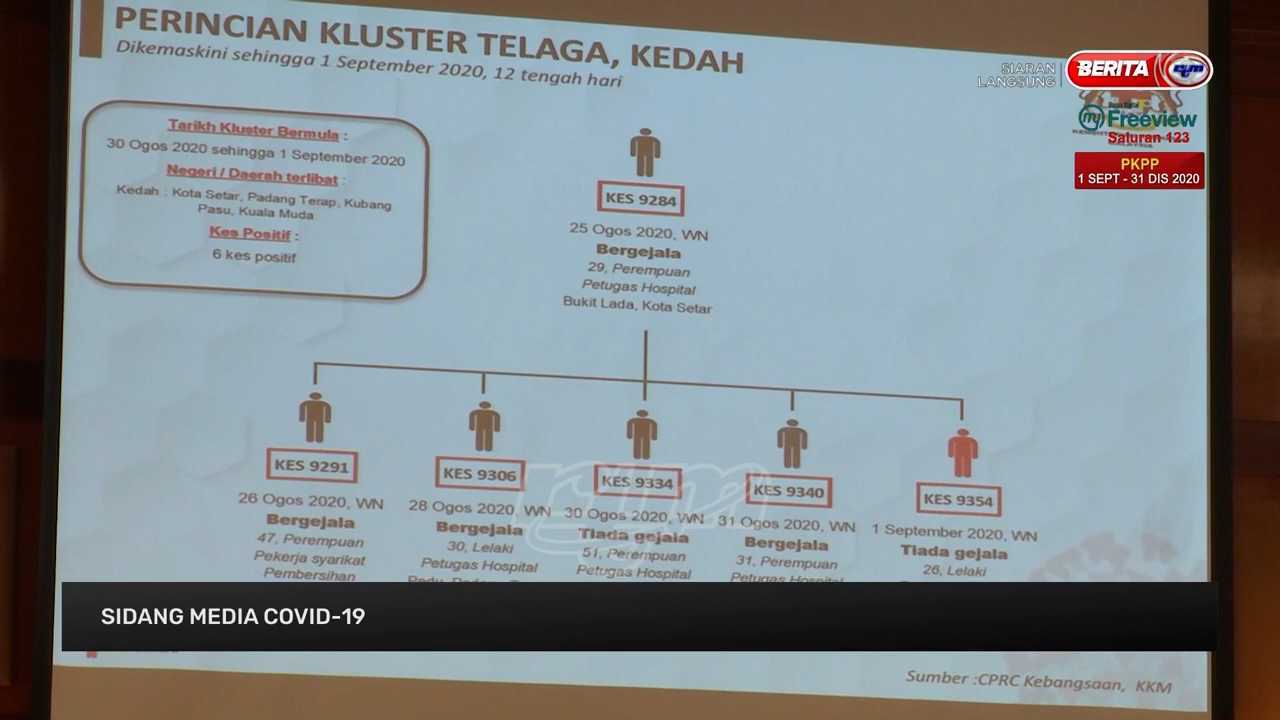 PERINCIAN KLUSTER TELAGA, KEDAH
Dikemaskini sehingga 1 September 2020, 12 tengah hari
SIARAN
LANGSUNG
BERITA
my Freeview
Saluran 123
PKPP
1 SEPT - 31 DIS 2020
Tarikh Kluster Bermula :
30 Ogos 2020 sehingga 1 September 2020
Negeri / Daerah terlibat :
Kedah : Kota Setar, Padang Terap, Kubang
Pasu, Kuala Muda
Kes Positif :
6 kes positif
KES 9284
25 Ogos 2020, WN
Bergejala
29, Perempuan
Petugas Hospital
Bukit Lada, Kota Setar
KES 9291
26 Ogos 2020, WN
Bergejala
47, Perempuan
Pekerja syarikat
Pembersihan
KES 9306
28 Ogos 2020, WN
Bergejala
30, Lelaki
Petugas Hospital
KES 9334
30 Ogos 2020, WN
Tiada gejala
51, Perempuan
Petugas Hospital
KES 9340
31 Ogos 2020, WN
Bergejala
31, Perempuan
Petugas Hospital
KES 9354
1 September 2020, WN
Tiada gejala
26, Lelaki
SIDANG MEDIA COVID-19
Sumber :CPRC Kebangsaan, KKM